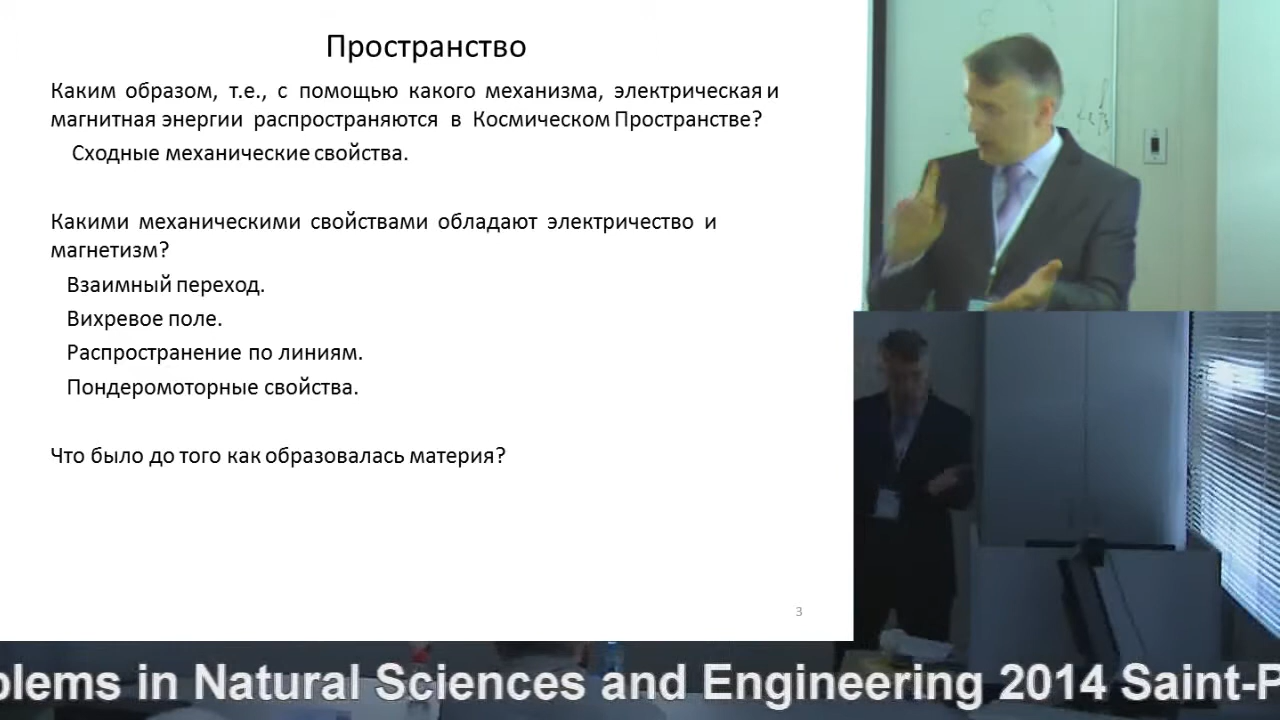 Пространство
Каким образом, т.е., с помощью какого механизма, электрическая и
магнитная энергии распространяются в Космическом Пространстве?
Сходные механические свойства.
Какими механическими свойствами обладают электричество и
магнетизм?
Взаимный переход.
Вихревое поле.
Распространение по линиям.
Пондеромоторные свойства.
Что было до того как образовалась материя?
3
blems in Natural Sciences and Engineering 2014 Saint-P